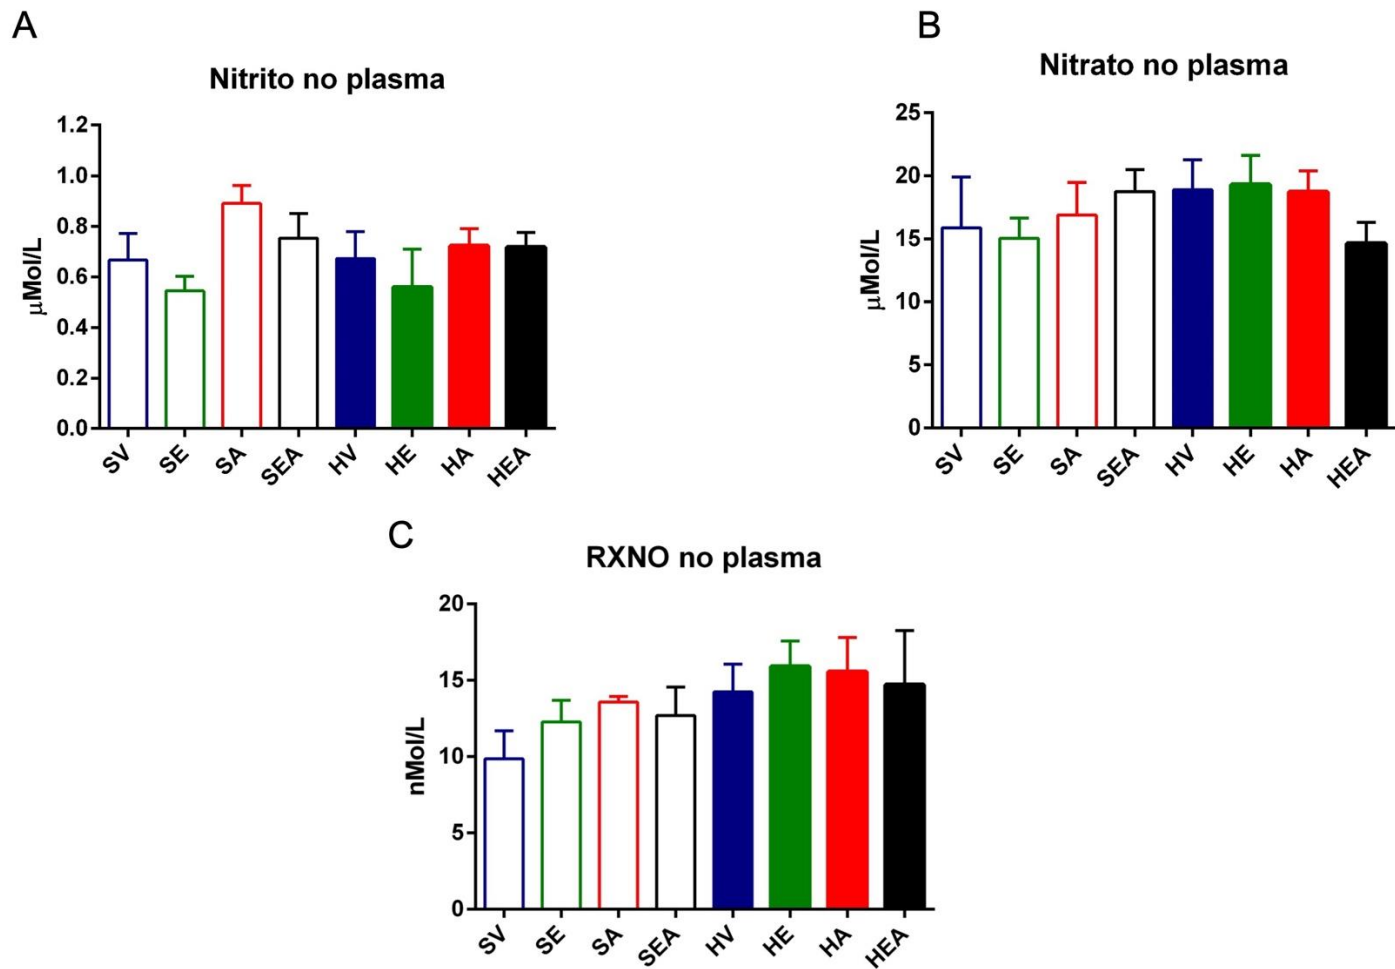 A
Nitrito no plasma
µMol/L
1.2
1.0
0.8
0.6
0.4
0.2
0.0
SV SE SA SEA HV HE HA HEA
B
Nitrato no plasma
µMol/L
25
20
15
10
5
0
SV SE SA SEA HV HE HA HEA
C
RXNO no plasma
nMol/L
20
15
10
5
0
SV SE SA SEA HV HE HA HEA